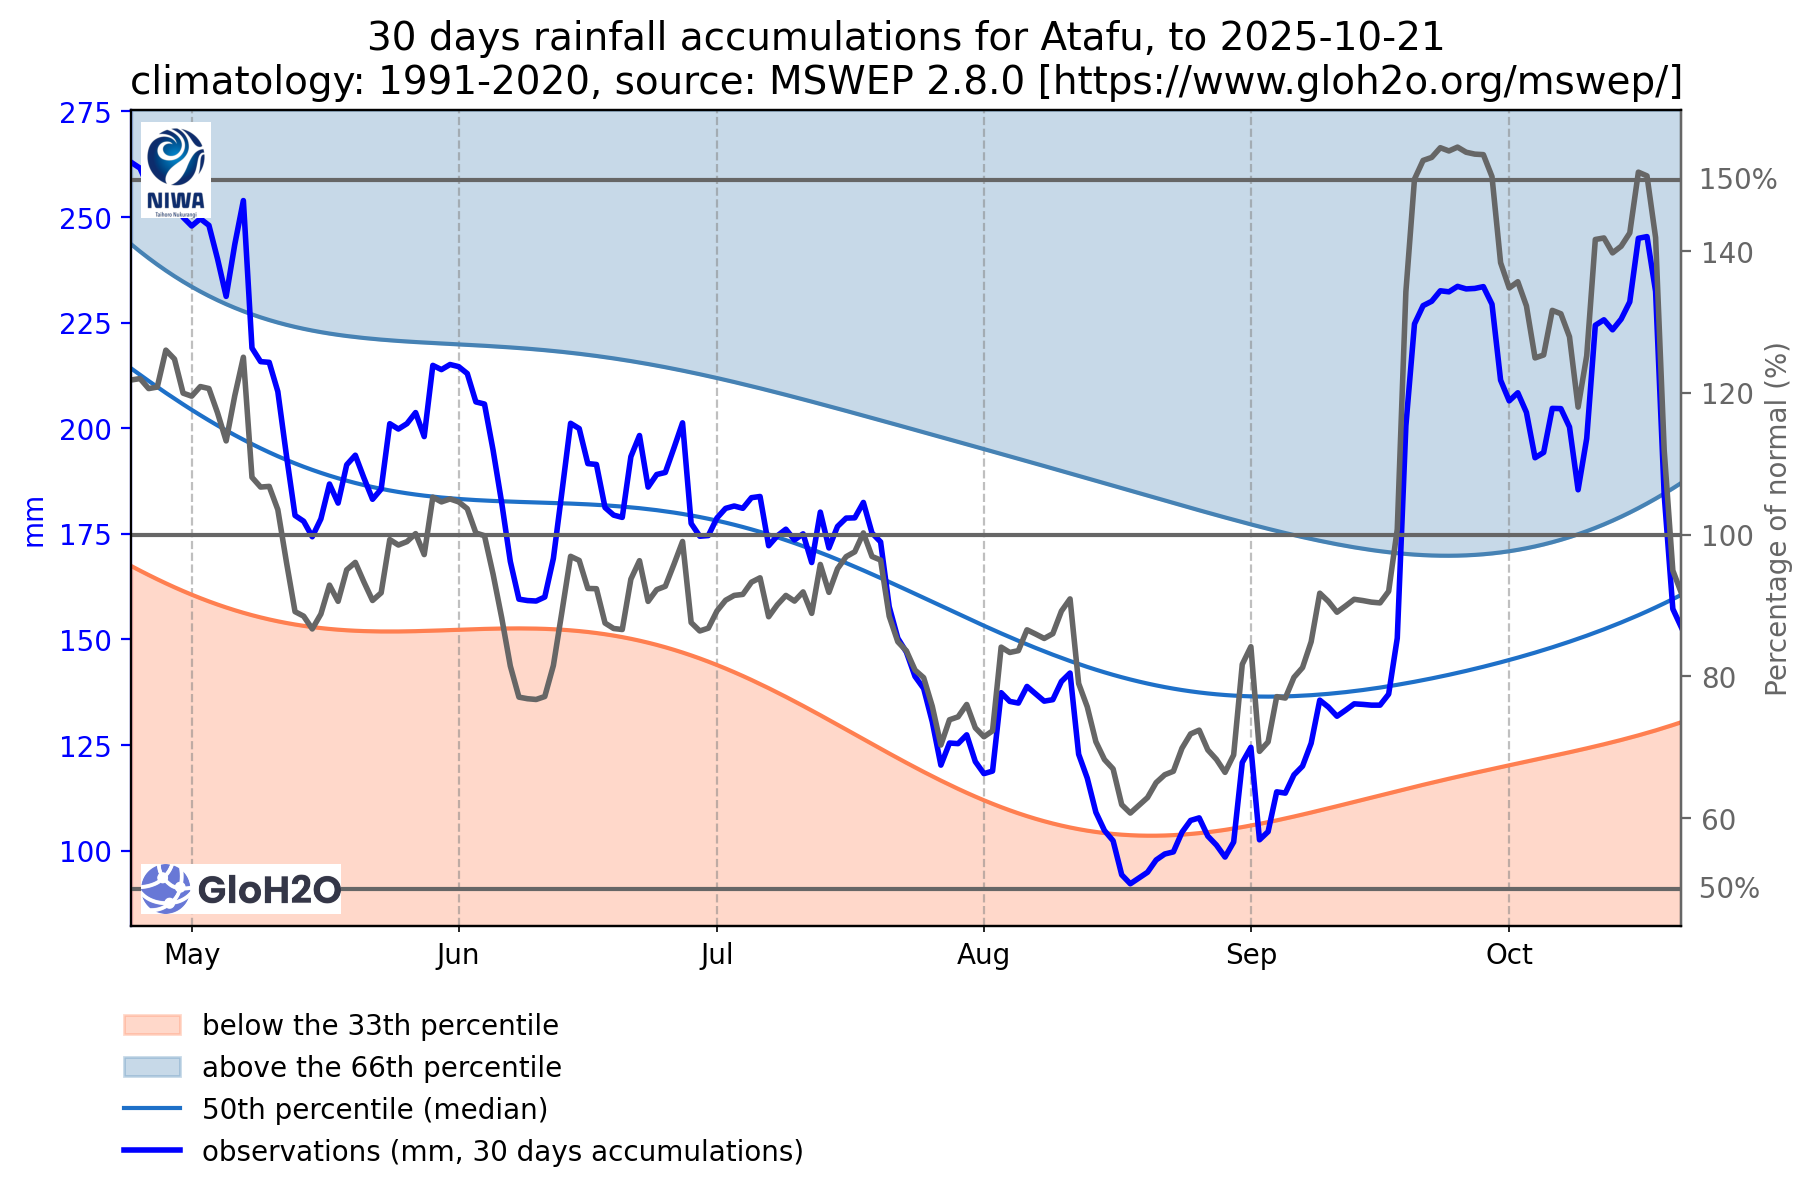 30 days rainfall accumulations for Atafu, to 2025-10-21
climatology: 1991-2020, source: MSWEP 2.8.0 [https://www.gloh2o.org/mswep/]
275
250
225
200
175
150
125
100
mm
NIWA
Taihoro Nukurangi
GloH2O
150%
140
120
100
80
60
50%
Percentage of normal (%)
May
Jun
Jul
Aug
Sep
Oct
below the 33th percentile
above the 66th percentile
50th percentile (median)
observations (mm, 30 days accumulations)